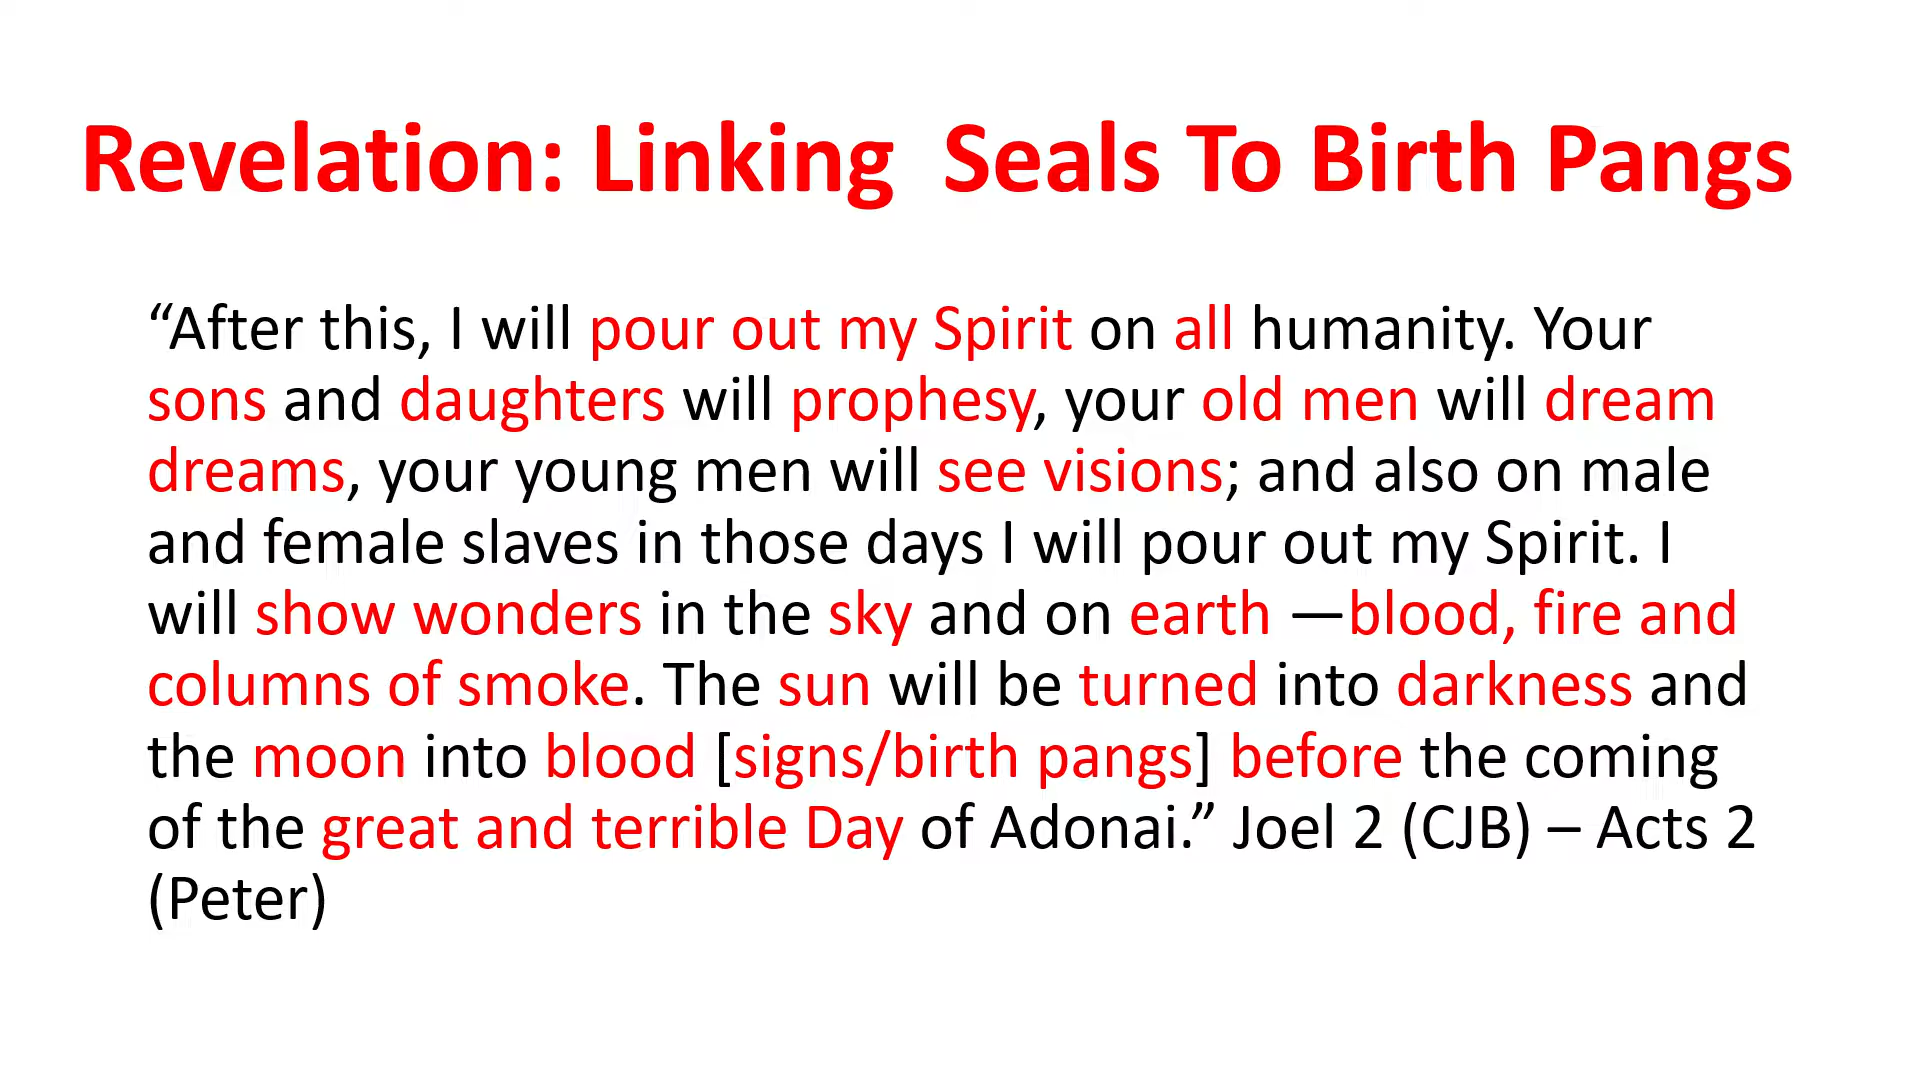 Revelation: Linking  Seals To Birth Pangs
“After this, I will pour out my Spirit on all humanity. Your
sons and daughters will prophesy, your old men will dream
dreams, your young men will see visions; and also on male
and female slaves in those days I will pour out my Spirit. I
will show wonders in the sky and on earth —blood, fire and
columns of smoke. The sun will be turned into darkness and
the moon into blood [signs/birth pangs] before the coming
of the great and terrible Day of Adonai.” Joel 2 (CJB) – Acts 2
(Peter)